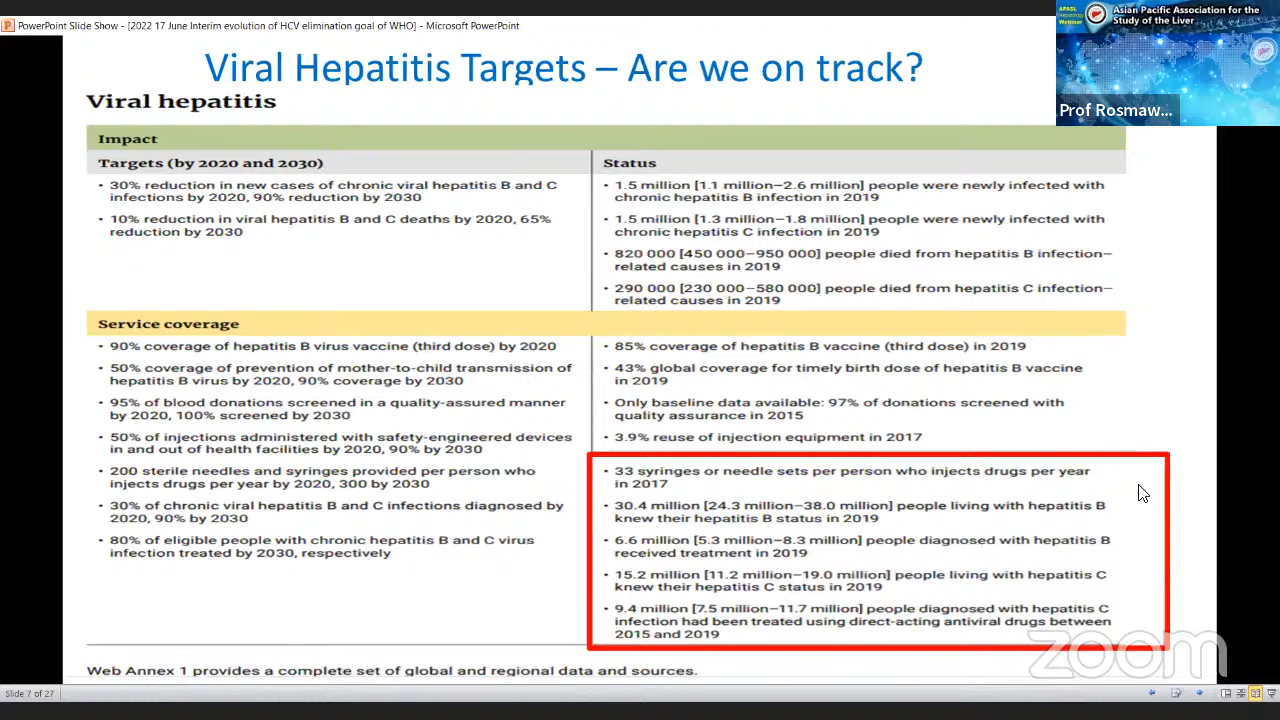 PowerPoint Slide Show - [2022 17 June Interim evolution of HCV elimination goal of WHO] - Microsoft PowerPoint
APASL
Hepatology
Webinar
Asian Pacific Association for the
Study of the Liver
Prof Rosmaw...
Viral Hepatitis Targets – Are we on track?
Viral hepatitis
Impact
Targets (by 2020 and 2030)
Status
• 30% reduction in new cases of chronic viral hepatitis B and C
infections by 2020, 90% reduction by 2030
• 10% reduction in viral hepatitis B and C deaths by 2020, 65%
reduction by 2030
• 1.5 million [1.1 million–2.6 million] people were newly infected with
chronic hepatitis B infection in 2019
• 1.5 million [1.3 million–1.8 million] people were newly infected with
chronic hepatitis C infection in 2019
• 820 000 [450 000–950 000] people died from hepatitis B infection–
related causes in 2019
• 290 000 [230 000–580 000] people died from hepatitis C infection–
related causes in 2019
Service coverage
• 90% coverage of hepatitis B virus vaccine (third dose) by 2020
• 50% coverage of prevention of mother-to-child transmission of
hepatitis B virus by 2020, 90% coverage by 2030
• 95% of blood donations screened in a quality-assured manner
by 2020, 100% screened by 2030
• 50% of injections administered with safety-engineered devices
in and out of health facilities by 2020, 90% by 2030
• 200 sterile needles and syringes provided per person who
injects drugs per year by 2020, 300 by 2030
• 30% of chronic viral hepatitis B and C infections diagnosed by
2020, 90% by 2030
• 80% of eligible people with chronic hepatitis B and C virus
infection treated by 2030, respectively
• 85% coverage of hepatitis B vaccine (third dose) in 2019
• 43% global coverage for timely birth dose of hepatitis B vaccine
in 2019
• Only baseline data available: 97% of donations screened with
quality assurance in 2015
• 3.9% reuse of injection equipment in 2017
• 33 syringes or needle sets per person who injects drugs per year
in 2017
• 30.4 million [24.3 million–38.0 million] people living with hepatitis B
knew their hepatitis B status in 2019
• 6.6 million [5.3 million–8.3 million] people diagnosed with hepatitis B
received treatment in 2019
• 15.2 million [11.2 million–19.0 million] people living with hepatitis C
knew their hepatitis C status in 2019
• 9.4 million [7.5 million–11.7 million] people diagnosed with hepatitis C
infection had been treated using direct-acting antiviral drugs between
2015 and 2019
zoom
Web Annex 1 provides a complete set of global and regional data and sources.
Slide 7 of 27